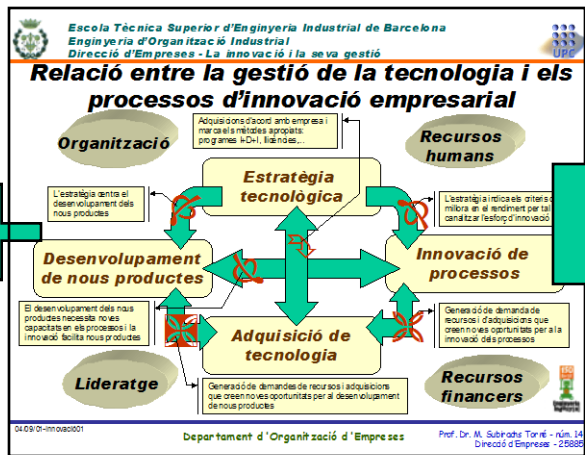 Escola Tècnica Superior d'Enginyeria Industrial de Barcelona
Enginyeria d'Organització Industrial
Direcció d'Empreses - La innovació i la seva gestió
UPC
Relació entre la gestió de la tecnologia i els
processos d'innovació empresarial
Organització
Adquisicions d'acord amb empresa i
marca els mètodes apropiats:
programes I+D+I, llicències,...
Recursos
humans
Estratègia
tecnològica
L'estratègia centra el
desenvolupament dels
nous productes
L'estratègia indica els criteris
millora en el rendiment per tal
canalitzar l'esforç d'innovació
Desenvolupament
de nous productes
Innovació de
processos
El desenvolupament dels nous
productes necessita noves
capacitats en els processos i la
innovació facilita nous productes
Adquisició de
tecnologia
Generació de demanda de
recursos i d'adquisicions que
creen noves oportunitats per a la
innovació dels processos
Lideratge
Generació de demandes de recursos i adquisicions
que creen noves oportunitats per al desenvolupament
de nous productes
Recursos
financers
04/09/01-Innovació01
Departament d'Organització d'Empreses
Prof. Dr. M. Subirachs Torné - núm. 14
Direcció d'Empreses - 25885